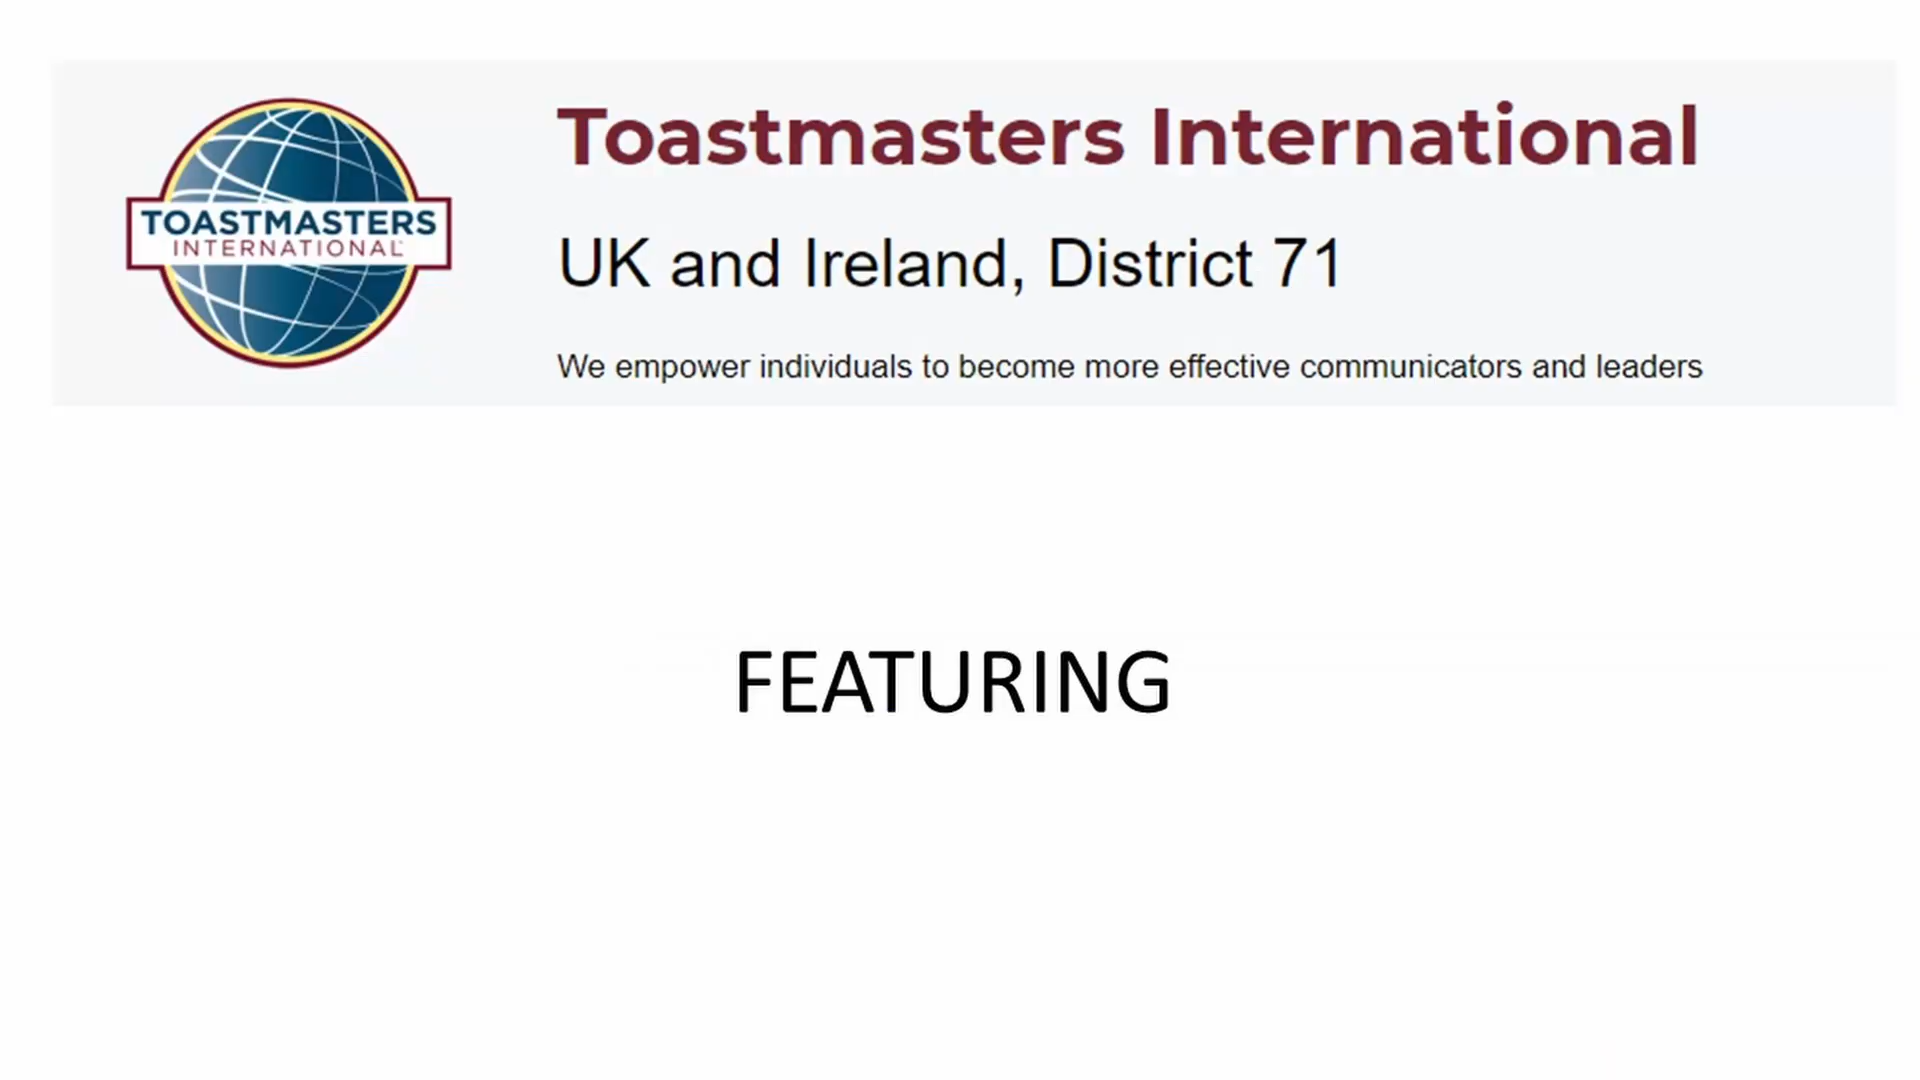 Toastmasters International
TOASTMASTERS
INTERNATIONAL
UK and Ireland, District 71
We empower individuals to become more effective communicators and leaders
FEATURING